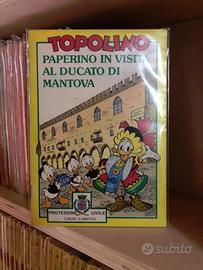 TOPOLINO
PAPERINO IN VISITA
AL DUCATO DI
MANTOVA
PROTEZIONE CIVILE
COMUNE DI MANTOVA
subito